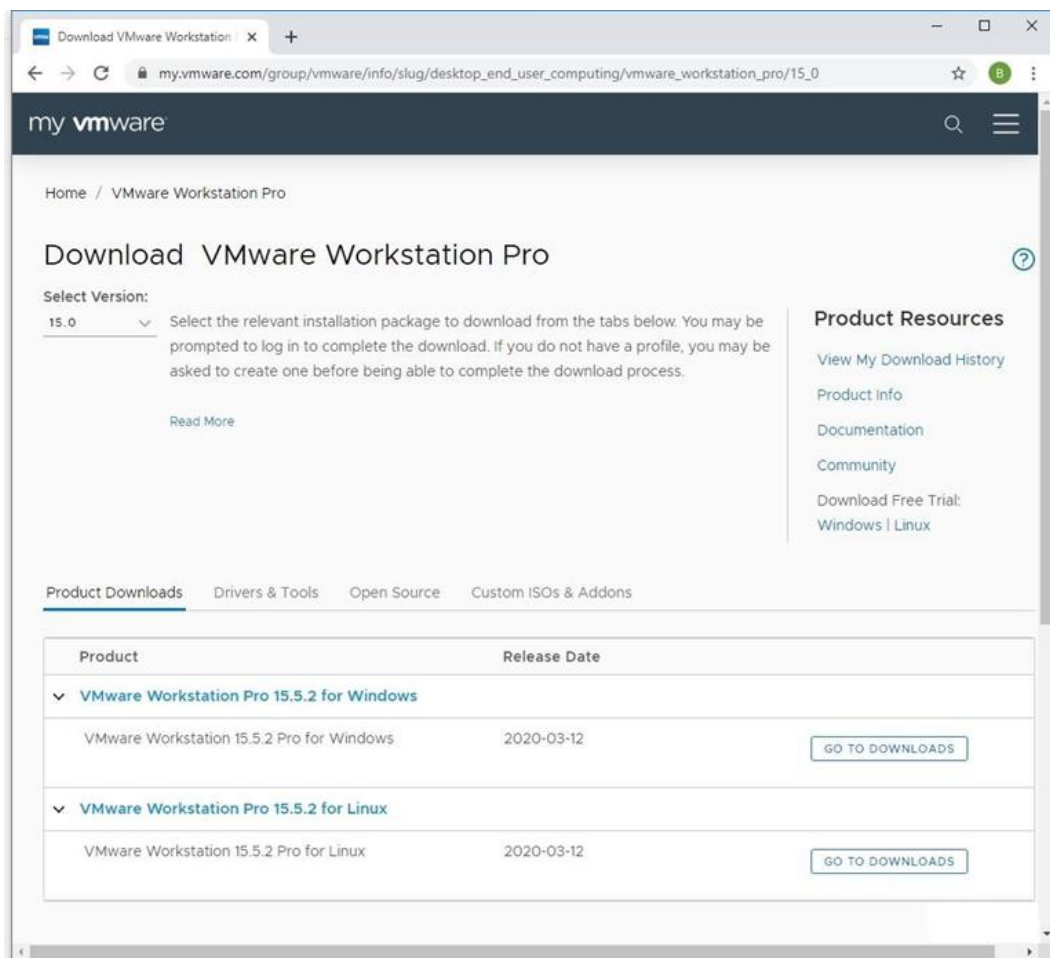 Download VMware Workstation
my.vmware.com/group/vmware/info/slug/desktop_end_user_computing/vmware_workstation_pro/15_0
B
my vmware
Home / VMware Workstation Pro
Download VMware Workstation Pro
Select Version:
15.0
Select the relevant installation package to download from the tabs below. You may be
prompted to log in to complete the download. If you do not have a profile, you may be
asked to create one before being able to complete the download process.
Read More
Product Resources
View My Download History
Product Info
Documentation
Community
Download Free Trial:
Windows | Linux
Product Downloads Drivers & Tools Open Source Custom ISOs & Addons
Product Release Date
VMware Workstation Pro 15.5.2 for Windows
VMware Workstation 15.5.2 Pro for Windows 2020-03-12 GO TO DOWNLOADS
VMware Workstation Pro 15.5.2 for Linux
VMware Workstation 15.5.2 Pro for Linux 2020-03-12 GO TO DOWNLOADS